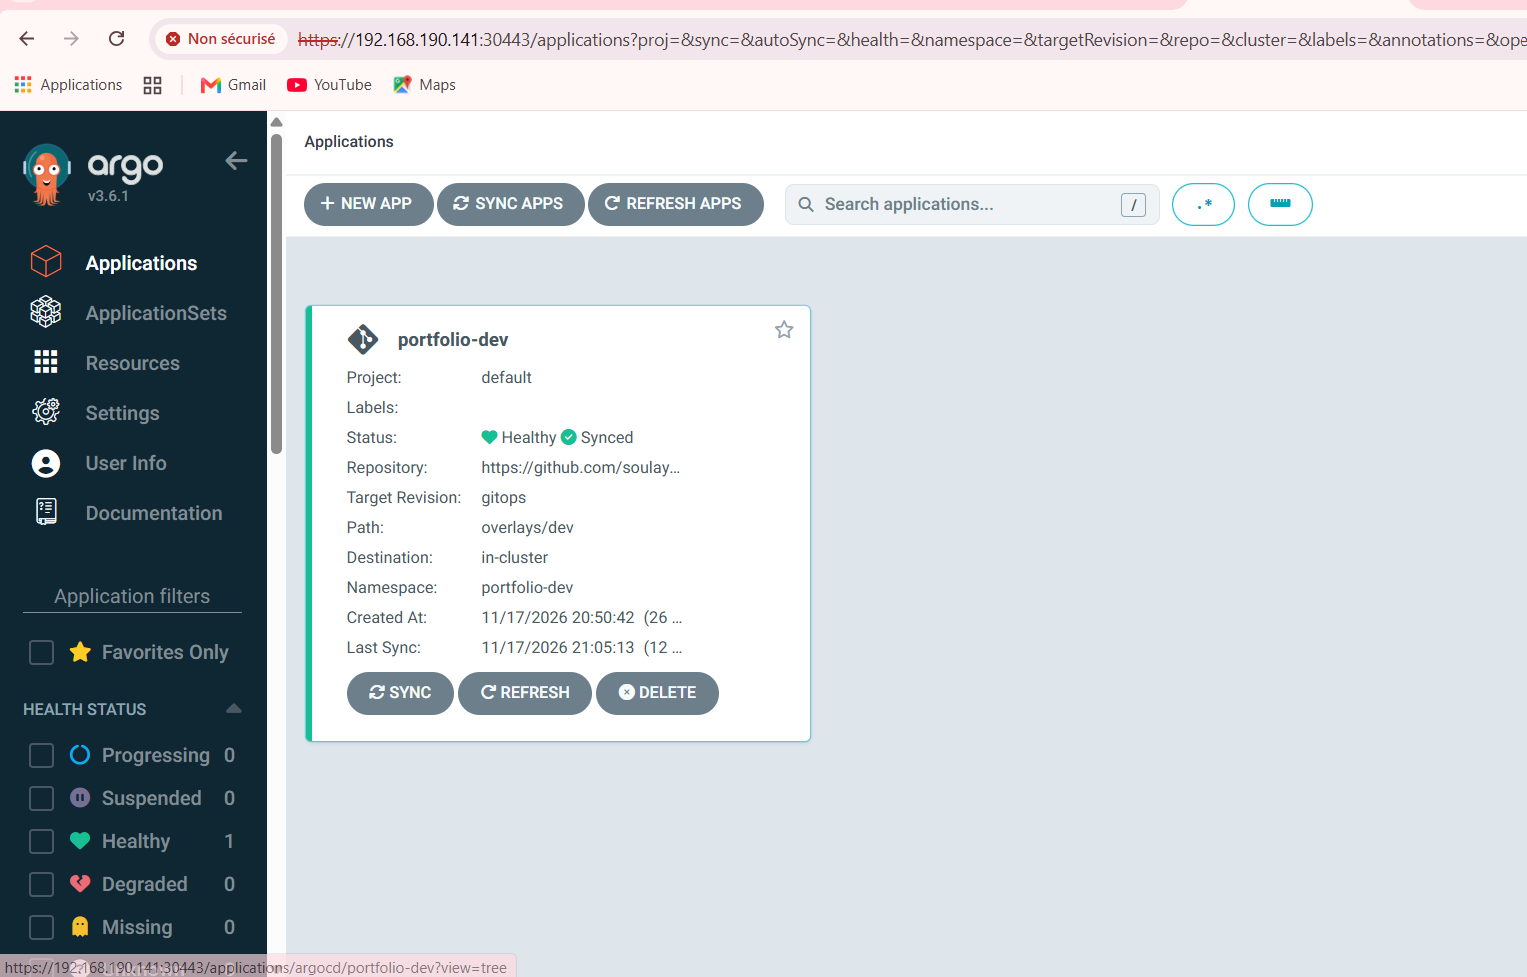 Non sécurisé https://192.168.190.141:30443/applications?proj=&sync=&autoSync=&health=&namespace=&targetRevision=&repo=&cluster=&labels=&annotations=&ope
Applications Gmail YouTube Maps
argo
v3.6.1
Applications
ApplicationSets
Resources
Settings
User Info
Documentation
Application filters
Favorites Only
HEALTH STATUS
Progressing 0
Suspended 0
Healthy 1
Degraded 0
Missing 0
Applications
+ NEW APP SYNC APPS REFRESH APPS Search applications... / .*
portfolio-dev
Project: default
Labels:
Status: Healthy Synced
Repository: https://github.com/soulay...
Target Revision: gitops
Path: overlays/dev
Destination: in-cluster
Namespace: portfolio-dev
Created At: 11/17/2026 20:50:42 (26 ...
Last Sync: 11/17/2026 21:05:13 (12 ...
SYNC REFRESH DELETE
https://192.168.190.141:30443/applications/argocd/portfolio-dev?view=tree